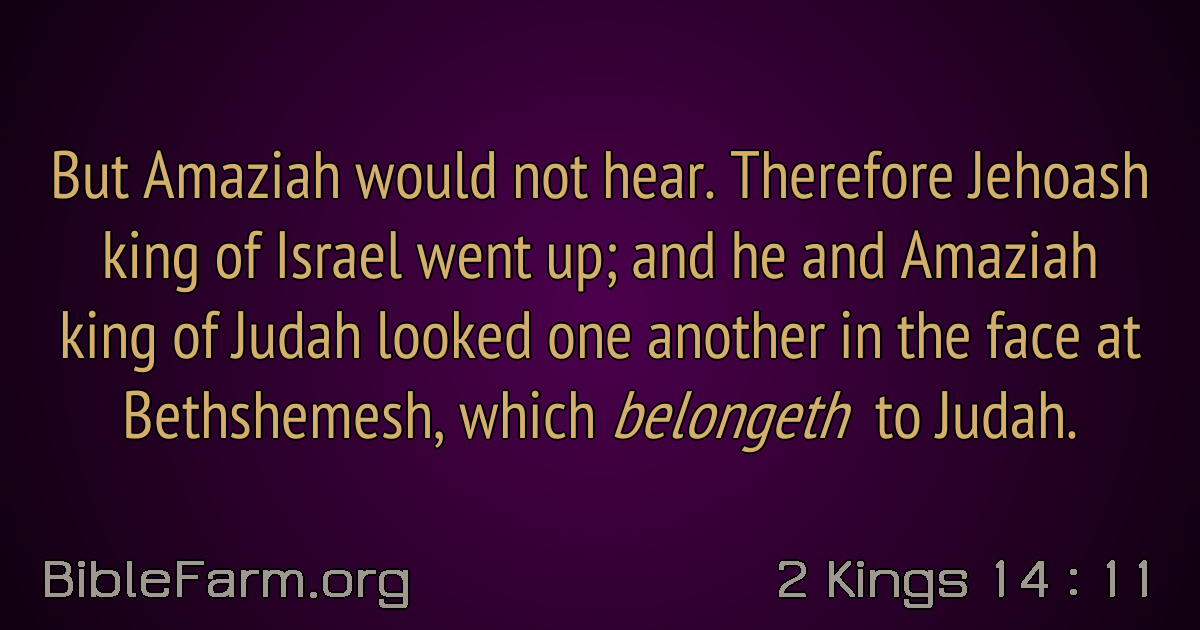 But Amaziah would not hear. Therefore Jehoash
king of Israel went up; and he and Amaziah
king of Judah looked one another in the face at
Bethshemesh, which belongeth to Judah.
BibleFarm.org
2 Kings 14 : 11